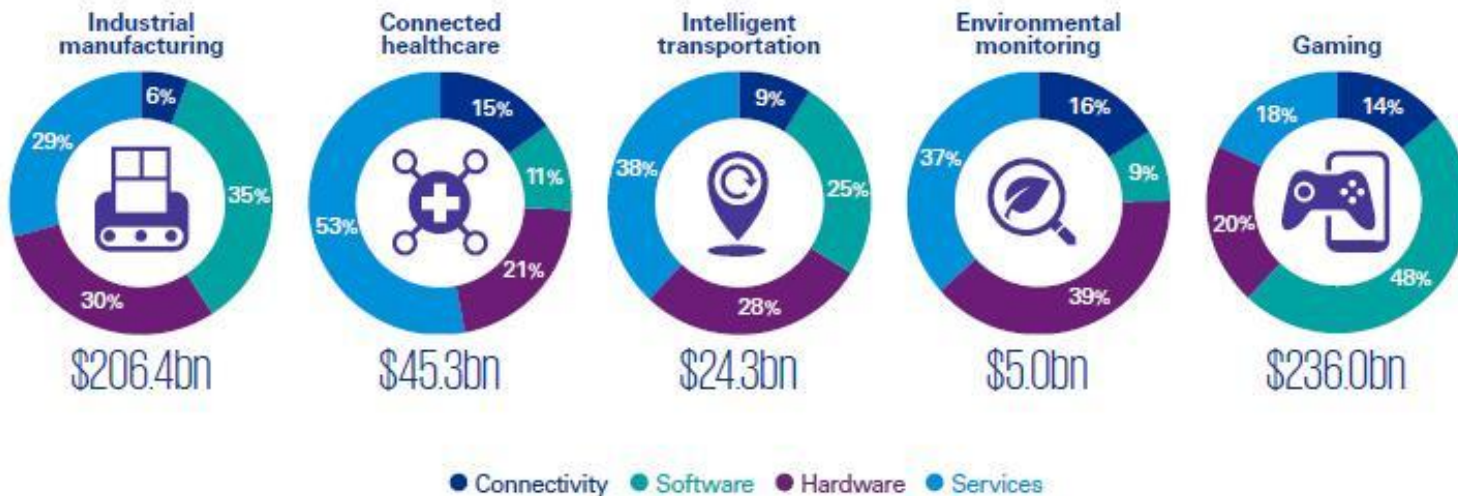 Industrial
manufacturing
6%
35%
30%
29%
$206.4bn
Connected
healthcare
15%
11%
21%
53%
$45.3bn
Intelligent
transportation
9%
25%
28%
38%
$24.3bn
Environmental
monitoring
16%
9%
39%
37%
$5.0bn
Gaming
14%
48%
20%
18%
$236.0bn
Connectivity Software Hardware Services